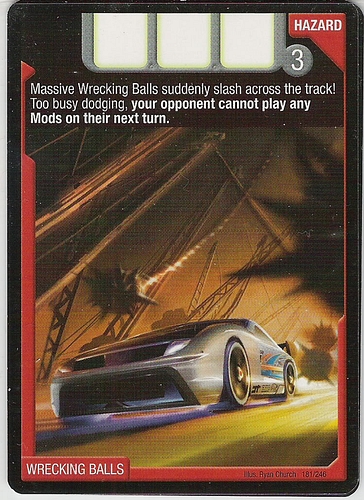 HAZARD
3
Massive Wrecking Balls suddenly slash across the track!
Too busy dodging, your opponent cannot play any
Mods on their next turn.
WRECKING BALLS
Illus. Ryan Church 181/246